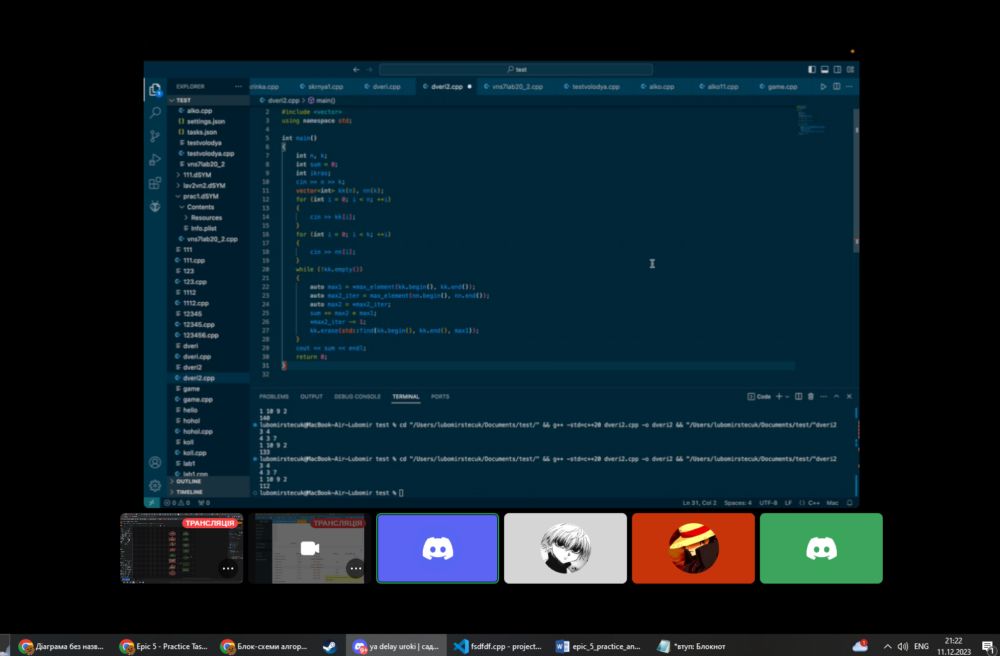 test
EXPLORER
rinka.cpp
skrnya1.cpp
dveri.cpp
dveri2.cpp
vns7lab20_2.cpp
testvolodya.cpp
alko.cpp
alko11.cpp
game.cpp
TEST
dveri2.cpp > main()
alko.cpp
settings.json
tasks.json
testvolodya
testvolodya.cpp
vns7lab20_2
111.dSYM
lav2vn2.dSYM
prac1.dSYM
Contents
Resources
Info.plist
vns7lab20_2.cpp
111
111.cpp
123
123.cpp
1112
1112.cpp
12345
12345.cpp
123456.cpp
dveri
dveri.cpp
dveri2
dveri2.cpp
game
game.cpp
hello
hohol
hohol.cpp
koll
koll.cpp
lab1
lab1.cpp
OUTLINE
TIMELINE
2 #include <vector>
3 using namespace std;
4
5 int main()
6 {
7 int n, k;
8 int sum = 0;
9 int ikras;
10 cin >> n >> k;
11 vector<int> kk(n), nn(k);
12 for (int i = 0; i < n; ++i)
13 {
14 cin >> kk[i];
15 }
16 for (int i = 0; i < k; ++i)
17 {
18 cin >> nn[i];
19 }
20 while (!kk.empty())
21 {
22 auto max1 = *max_element(kk.begin(), kk.end());
23 auto max2_iter = max_element(nn.begin(), nn.end());
24 auto max2 = *max2_iter;
25 sum += max2 * max1;
26 *max2_iter -= 1;
27 kk.erase(std::find(kk.begin(), kk.end(), max1));
28 }
29 cout << sum << endl;
30 return 0;
31 }
32
PROBLEMS OUTPUT DEBUG CONSOLE TERMINAL PORTS
Code
1 10 9 2
140
lubomirstecuk@MacBook-Air-Lubomir test % cd "/Users/lubomirstecuk/Documents/test/" && g++ -std=c++20 dveri2.cpp -o dveri2 && "/Users/lubomirstecuk/Documents/test/"dveri2
3 4
4 3 7
1 10 9 2
133
lubomirstecuk@MacBook-Air-Lubomir test % cd "/Users/lubomirstecuk/Documents/test/" && g++ -std=c++20 dveri2.cpp -o dveri2 && "/Users/lubomirstecuk/Documents/test/"dveri2
3 4
4 3 7
1 10 9 2
112
lubomirstecuk@MacBook-Air-Lubomir test %
0 0 0
Ln 31, Col 2 Spaces: 4 UTF-8 LF {} C++ Mac
ТРАНСЛЯЦІЯ
ТРАНСЛЯЦІЯ
Діаграма без назв...
Epic 5 - Practice Tas...
Блок-схеми алгор...
9+
ya delay uroki | сад...
fsdfdf.cpp - project...
epic_5_practice_an...
*втуп: Блокнот
1
ENG
21:22
11.12.2023
1